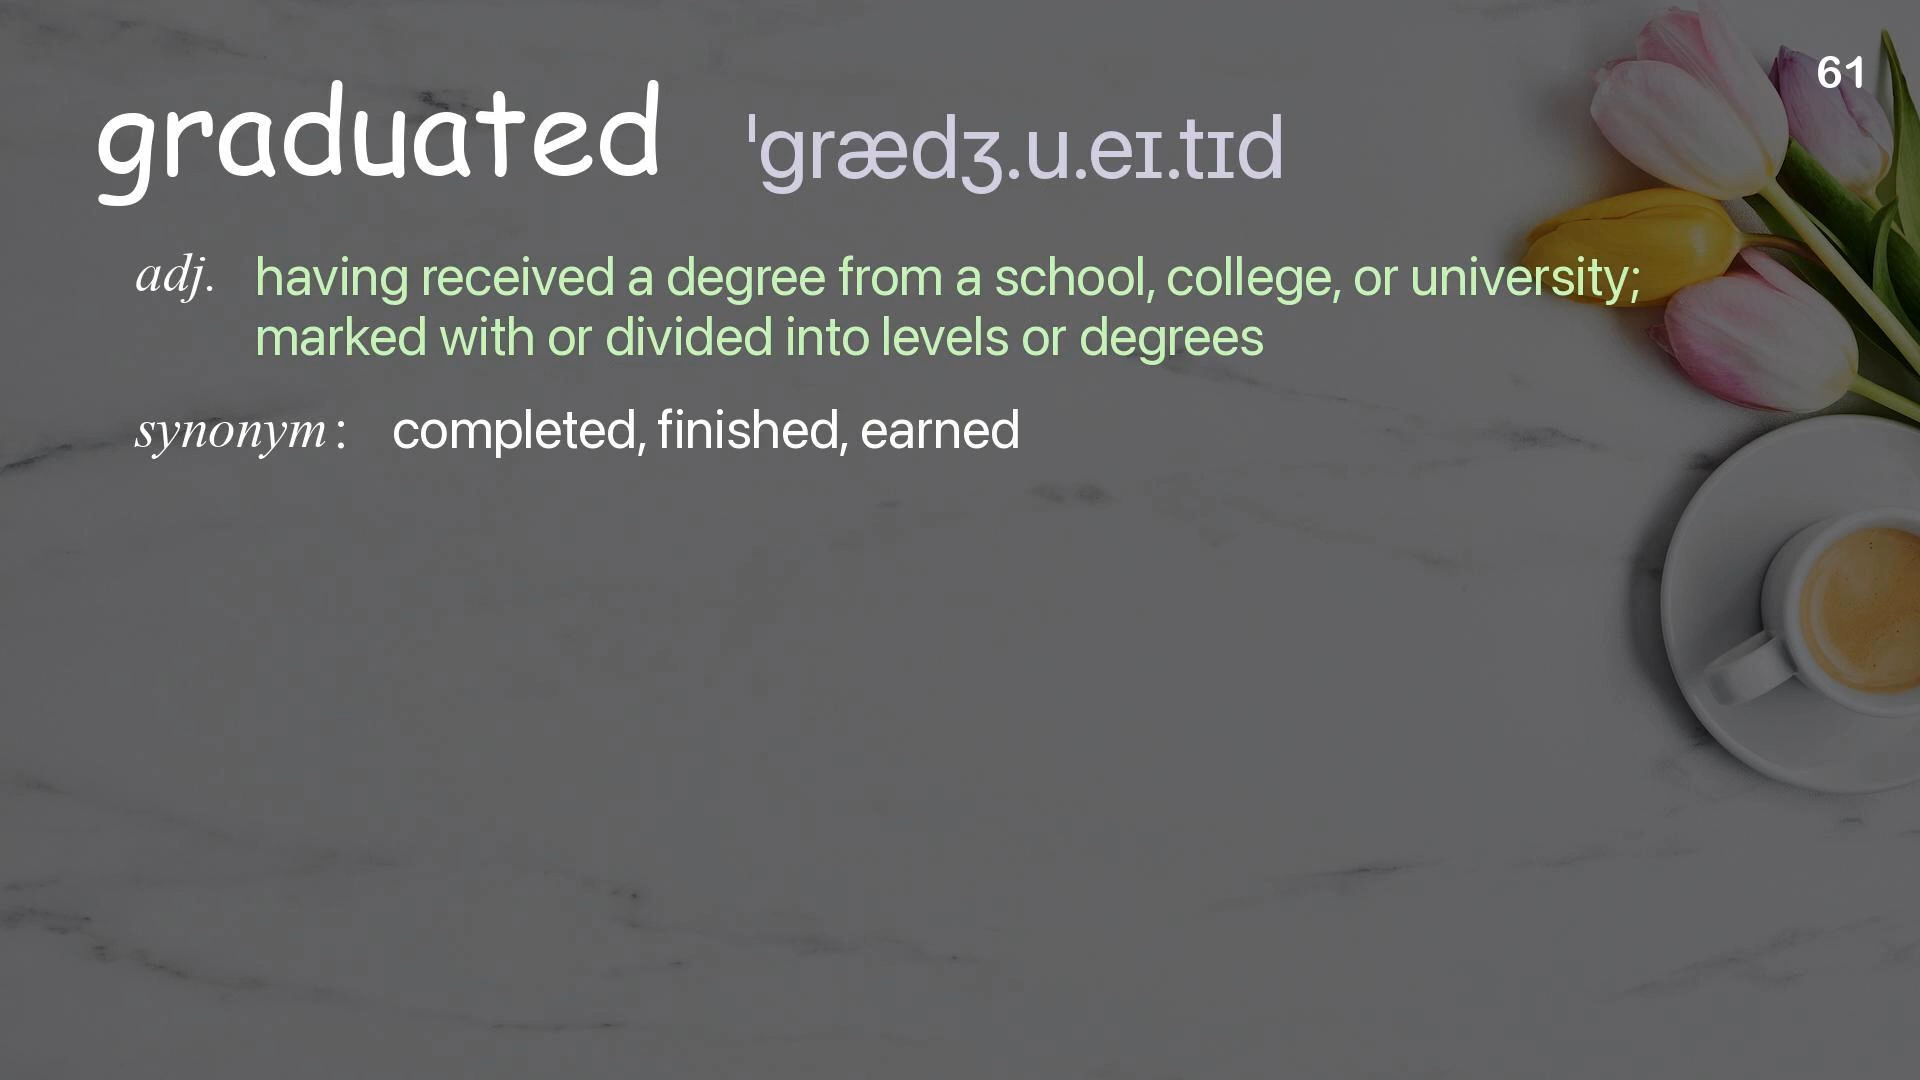 61
graduated ˈɡrædʒ.u.eɪ.tɪd
adj. having received a degree from a school, college, or university;
marked with or divided into levels or degrees
synonym : completed, finished, earned